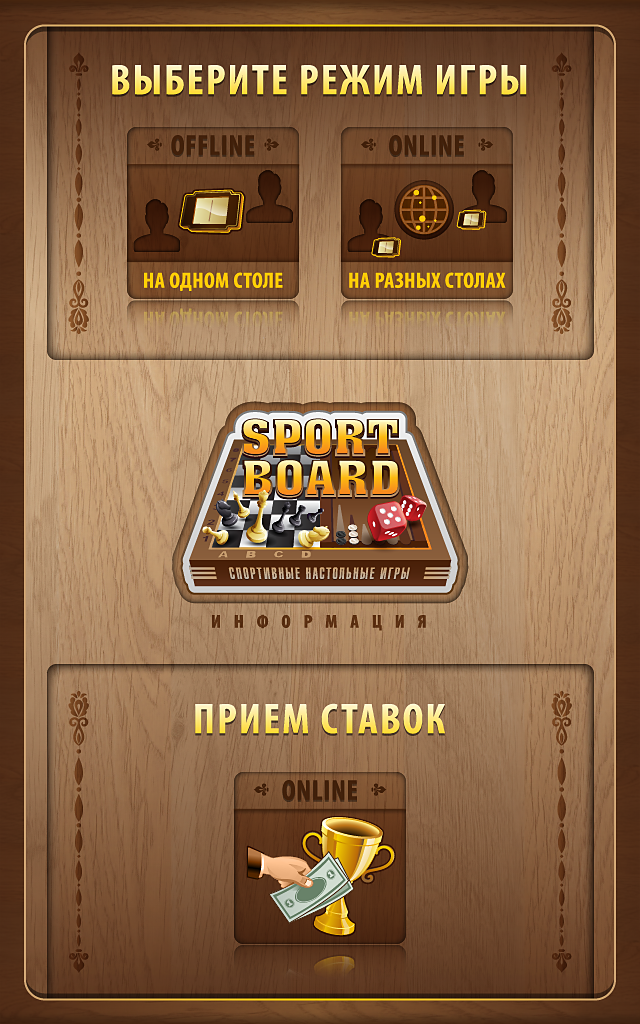 ВЫБЕРИТЕ РЕЖИМ ИГРЫ
OFFLINE
НА ОДНОМ СТОЛЕ
ONLINE
НА РАЗНЫХ СТОЛАХ
SPORT
BOARD
A B C D
СПОРТИВНЫЕ НАСТОЛЬНЫЕ ИГРЫ
ИНФОРМАЦИЯ
ПРИЕМ СТАВОК
ONLINE